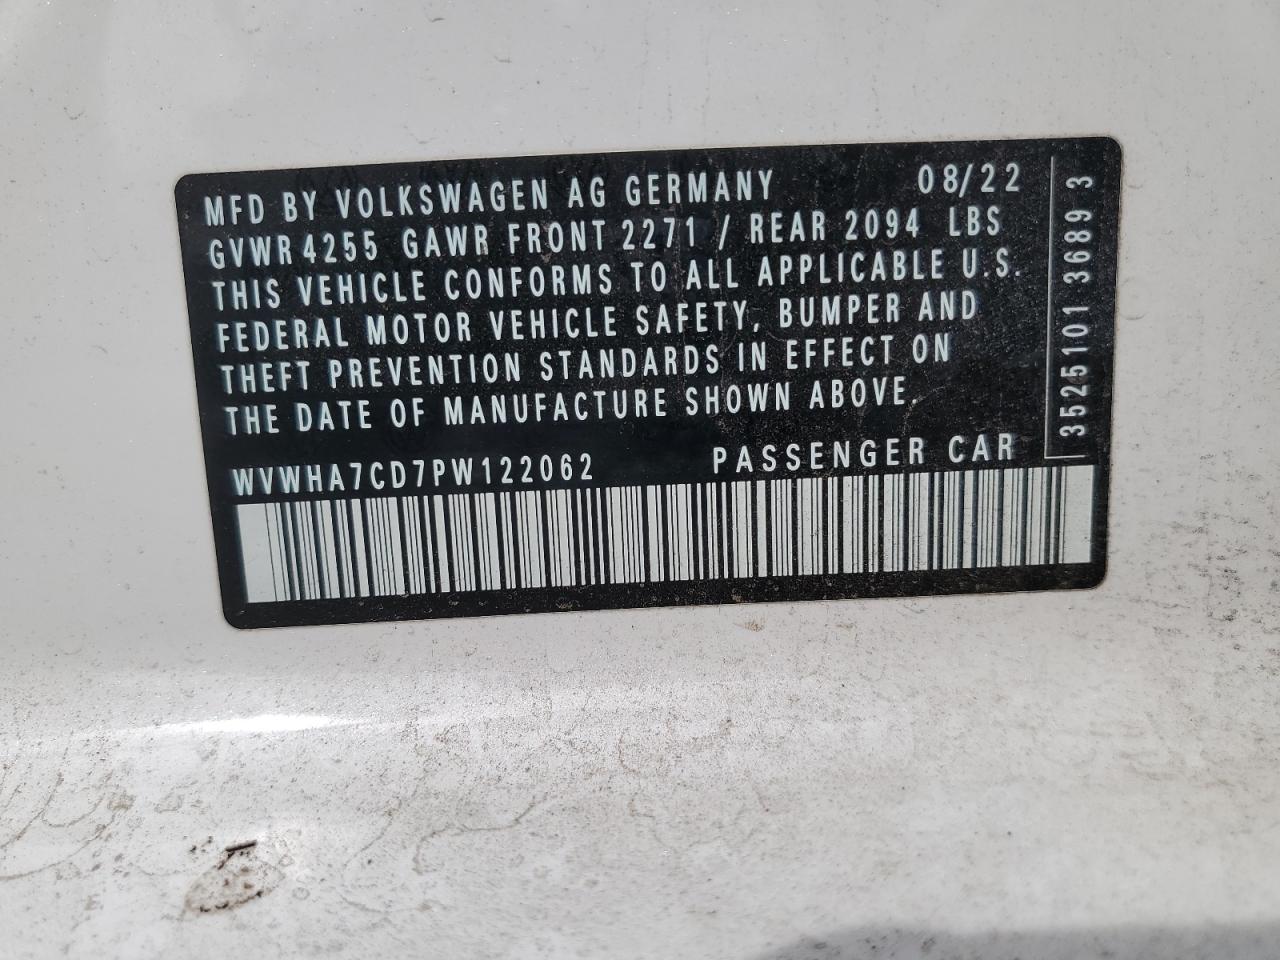 MFD BY VOLKSWAGEN AG GERMANY 08/22
GVWR 4255 GAWR FRONT 2271 / REAR 2094 LBS
THIS VEHICLE CONFORMS TO ALL APPLICABLE U.S.
FEDERAL MOTOR VEHICLE SAFETY, BUMPER AND
THEFT PREVENTION STANDARDS IN EFFECT ON
THE DATE OF MANUFACTURE SHOWN ABOVE.
WVWHA7CD7PW122062 PASSENGER CAR
3525101 3689 3